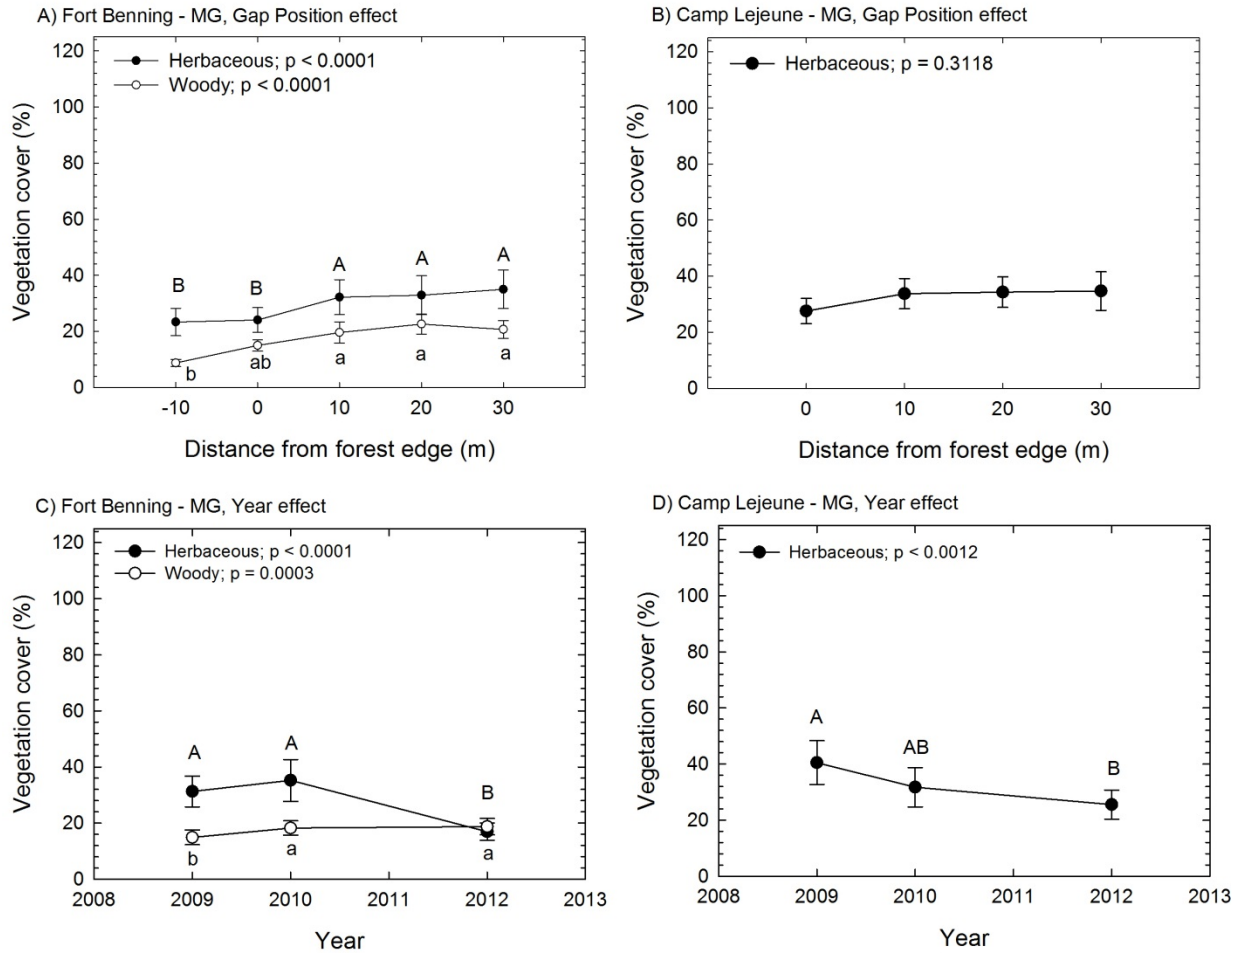 A) Fort Benning - MG, Gap Position effect
Herbaceous; p < 0.0001
Woody; p < 0.0001
Vegetation cover (%)
120
100
80
60
40
20
0
B B A A A
b ab a a a
-10 0 10 20 30
Distance from forest edge (m)
B) Camp Lejeune - MG, Gap Position effect
Herbaceous; p = 0.3118
Vegetation cover (%)
120
100
80
60
40
20
0
0 10 20 30
Distance from forest edge (m)
C) Fort Benning - MG, Year effect
Herbaceous; p < 0.0001
Woody; p = 0.0003
Vegetation cover (%)
120
100
80
60
40
20
0
A A B
b a a
2008 2009 2010 2011 2012 2013
Year
D) Camp Lejeune - MG, Year effect
Herbaceous; p < 0.0012
Vegetation cover (%)
120
100
80
60
40
20
0
A AB B
2008 2009 2010 2011 2012 2013
Year